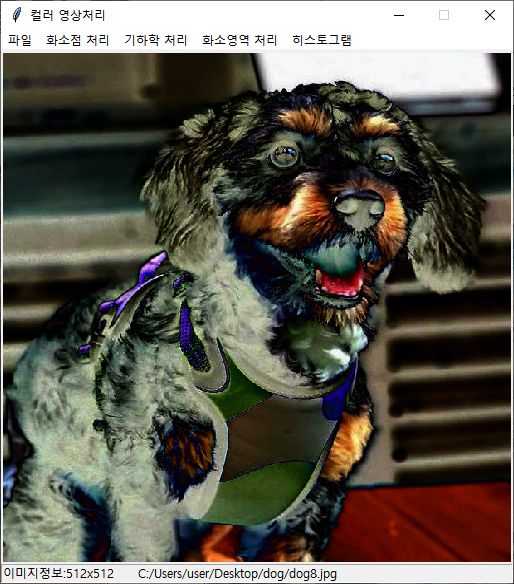 컬러 영상처리
파일 화소점 처리 기하학 처리 화소영역 처리 히스토그램
이미지정보:512x512 C:/Users/user/Desktop/dog/dog8.jpg